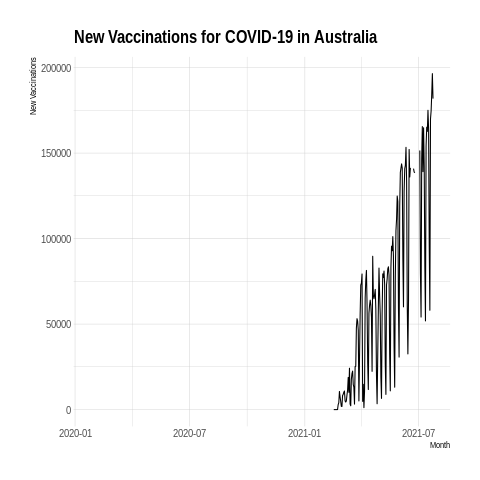 New Vaccinations for COVID-19 in Australia
New Vaccinations
200000
150000
100000
50000
0
2020-01 2020-07 2021-01 2021-07
Month